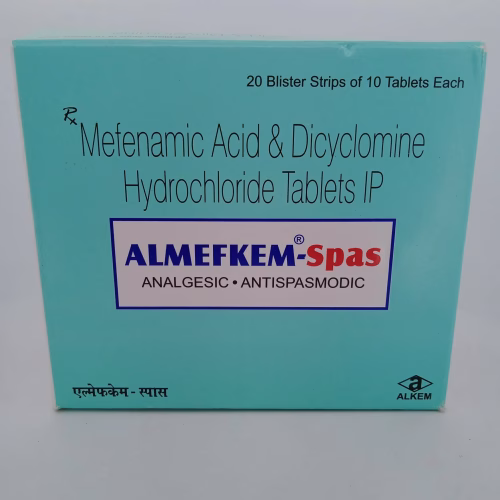 20 Blister Strips of 10 Tablets Each
Rx
Mefenamic Acid & Dicyclomine
Hydrochloride Tablets IP
ALMEFKEM®-Spas
ANALGESIC • ANTISPASMODIC
एल्मेफकेम - स्पास
a
ALKEM